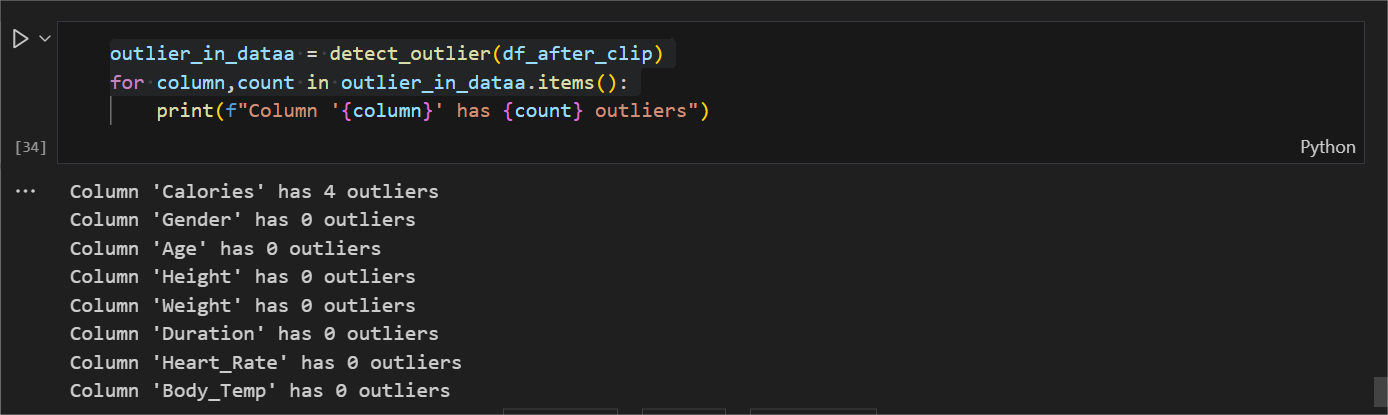 outlier_in_dataa = detect_outlier(df_after_clip)
for column,count in outlier_in_dataa.items():
    print(f"Column '{column}' has {count} outliers")
[34]
Python
Column 'Calories' has 4 outliers
Column 'Gender' has 0 outliers
Column 'Age' has 0 outliers
Column 'Height' has 0 outliers
Column 'Weight' has 0 outliers
Column 'Duration' has 0 outliers
Column 'Heart_Rate' has 0 outliers
Column 'Body_Temp' has 0 outliers